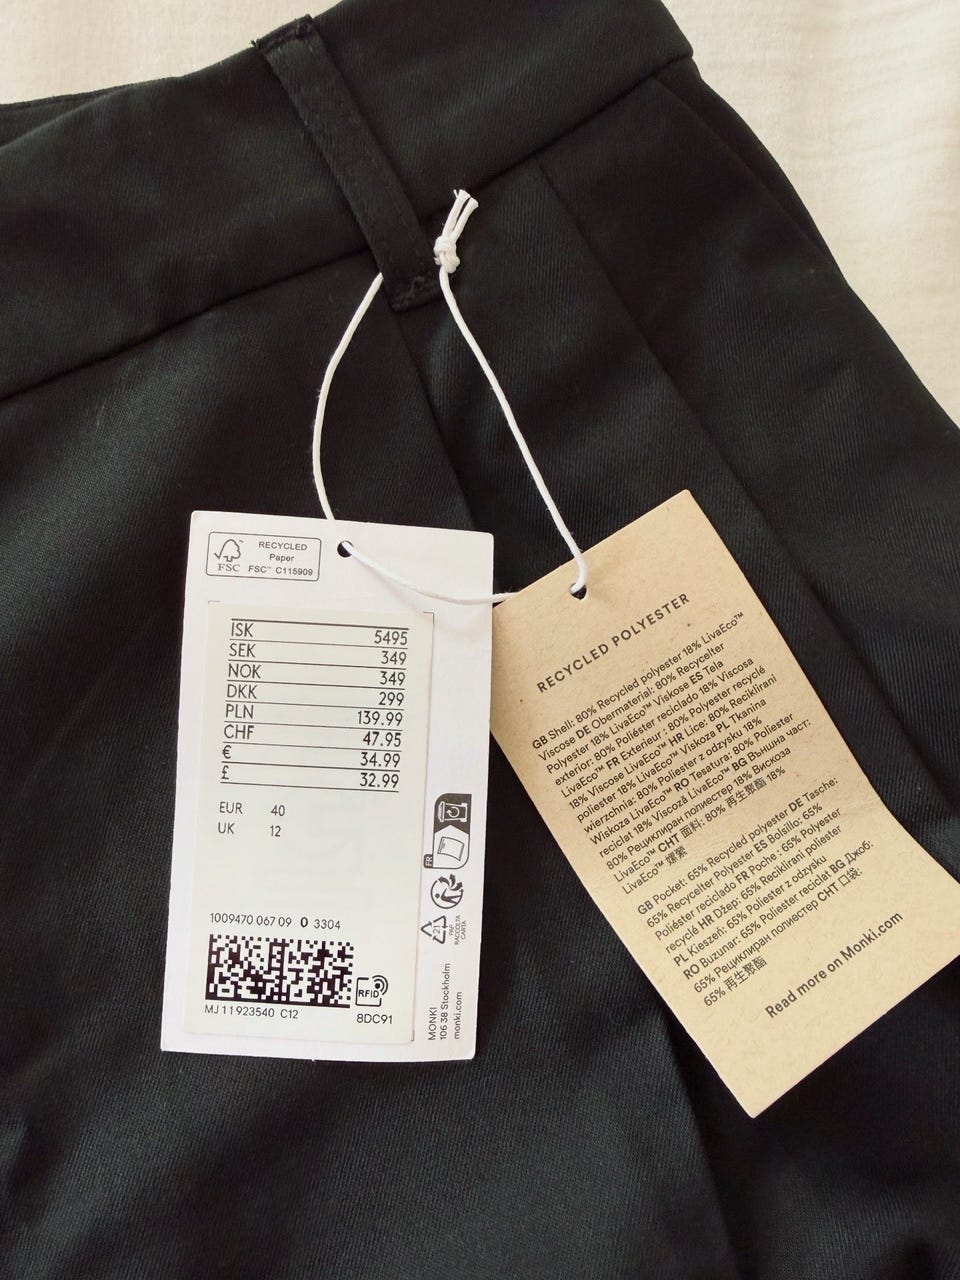 RECYCLED
Paper
FSC™ C115909
FSC
ISK 5495
SEK 349
NOK 349
DKK 299
PLN 139.99
CHF 47.95
€ 34.99
£ 32.99
EUR 40
UK 12
1009470 067 09 0 3304
RFID
MJ 11 923540 C12
8DC91
FR
21
PAP
RACCOLTA
CARTA
MONKI
106 38 Stockholm
monki.com
RECYCLED POLYESTER
GB Shell: 80% Recycled polyester 18% LivaEco™
Viscose DE Obermaterial: 80% Recycelter
Polyester 18% LivaEco™ Viskose ES Tela
exterior: 80% Poliéster reciclado 18% Viscosa
LivaEco™ FR Exterieur : 80% Polyester recyclé
18% Viscose LivaEco™ HR Lice: 80% Reciklirani
poliester 18% LivaEco™ Viskoza PL Tkanina
wierzchnia: 80% Poliester z odzysku 18%
Wiskoza LivaEco™ RO Tesatura: 80% Poliester
reciclat 18% Viscoză LivaEco™ BG Външна част:
80% Рециклиран полиестер 18% Вискоза
LivaEco™ CHT 面料: 80% 再生聚酯 18%
LivaEco™ 嫘縈
GB Pocket: 65% Recycled polyester DE Tasche:
65% Recycelter Polyester ES Bolsillo: 65%
Poliéster reciclado FR Poche : 65% Polyester
recyclé HR Džep: 65% Reciklirani poliester
PL Kieszeń: 65% Poliester z odzysku
RO Buzunar: 65% Poliester reciclat BG Джоб:
65% Рециклиран полиестер CHT 口袋:
65% 再生聚酯
Read more on Monki.com